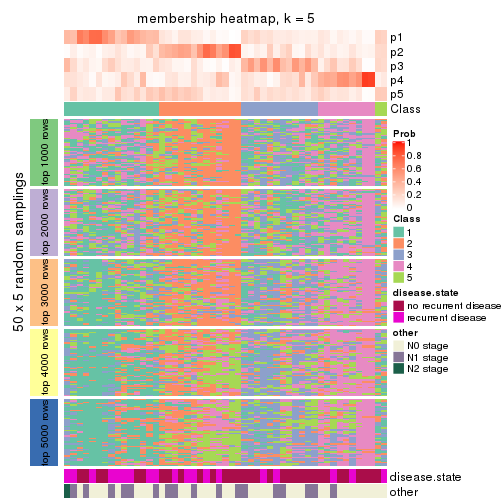 membership heatmap, k = 5
p1
p2
p3
p4
p5
Class
50 x 5 random samplings
top 1000 rows
top 2000 rows
top 3000 rows
top 4000 rows
top 5000 rows
disease.state
other
Prob
1
0.8
0.6
0.4
0.2
0
Class
1
2
3
4
5
disease.state
no recurrent disease
recurrent disease
other
N0 stage
N1 stage
N2 stage